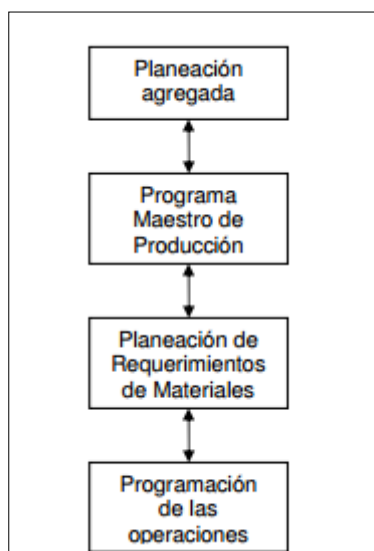 Planeación
agregada
Programa
Maestro de
Producción
Planeación de
Requerimientos
de Materiales
Programación
de las
operaciones